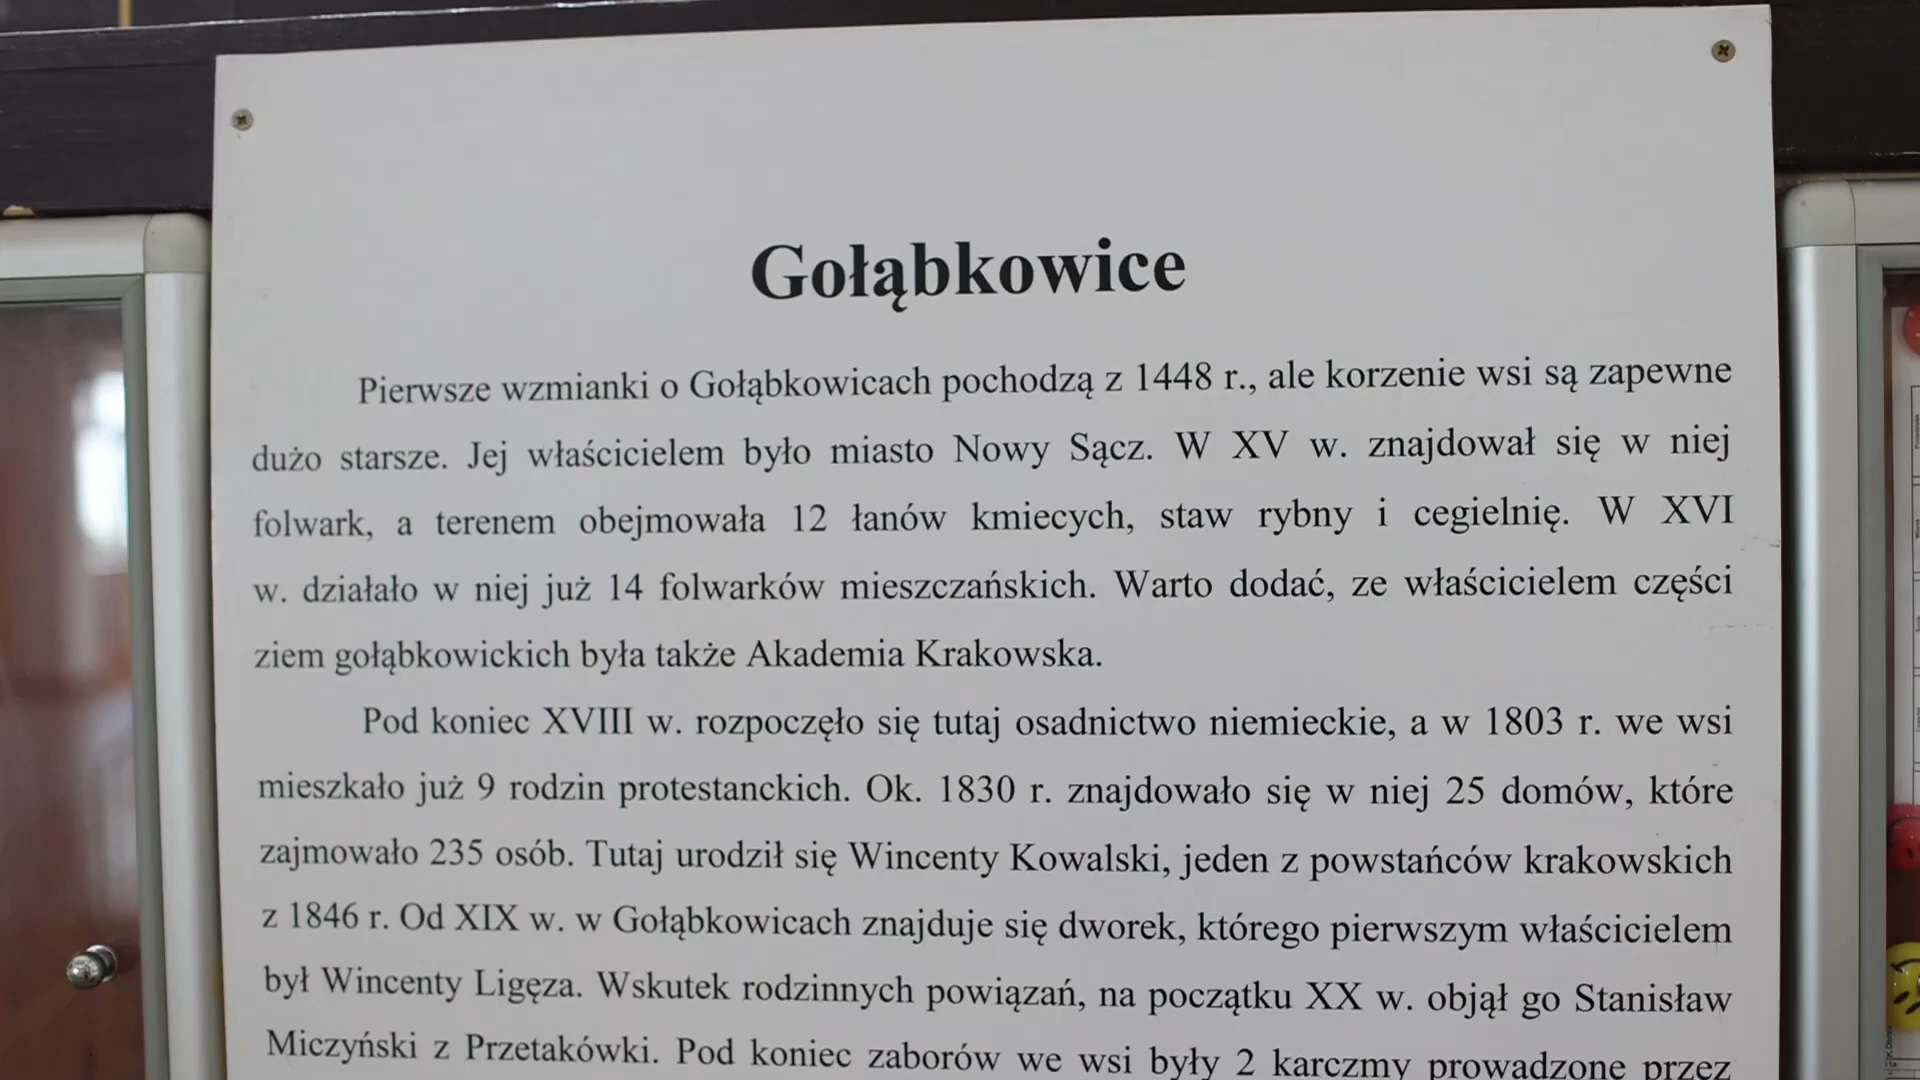 Gołąbkowice
Pierwsze wzmianki o Gołąbkowicach pochodzą z 1448 r., ale korzenie wsi są zapewne
dużo starsze. Jej właścicielem było miasto Nowy Sącz. W XV w. znajdował się w niej
folwark, a terenem obejmowała 12 łanów kmiecych, staw rybny i cegielnię. W XVI
w. działało w niej już 14 folwarków mieszczańskich. Warto dodać, ze właścicielem części
ziem gołąbkowickich była także Akademia Krakowska.
Pod koniec XVIII w. rozpoczęło się tutaj osadnictwo niemieckie, a w 1803 r. we wsi
mieszkało już 9 rodzin protestanckich. Ok. 1830 r. znajdowało się w niej 25 domów, które
zajmowało 235 osób. Tutaj urodził się Wincenty Kowalski, jeden z powstańców krakowskich
z 1846 r. Od XIX w. w Gołąbkowicach znajduje się dworek, którego pierwszym właścicielem
był Wincenty Ligęza. Wskutek rodzinnych powiązań, na początku XX w. objął go Stanisław
Miczyński z Przetakówki. Pod koniec zaborów we wsi były 2 karczmy prowadzone przez